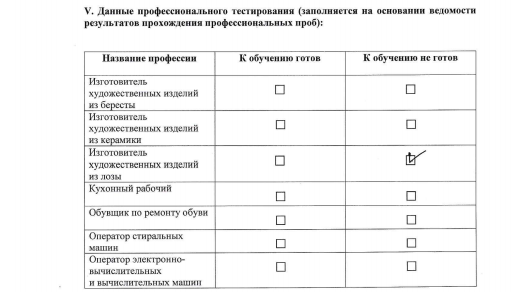 V. Данные профессионального тестирования (заполняется на основании ведомости
результатов прохождения профессиональных проб):
Название профессии К обучению готов К обучению не готов
Изготовитель
художественных изделий
из бересты
Изготовитель
художественных изделий
из керамики
Изготовитель
художественных изделий
из лозы
Кухонный рабочий
Обувщик по ремонту обуви
Оператор стиральных
машин
Оператор электронно-
вычислительных
и вычислительных машин